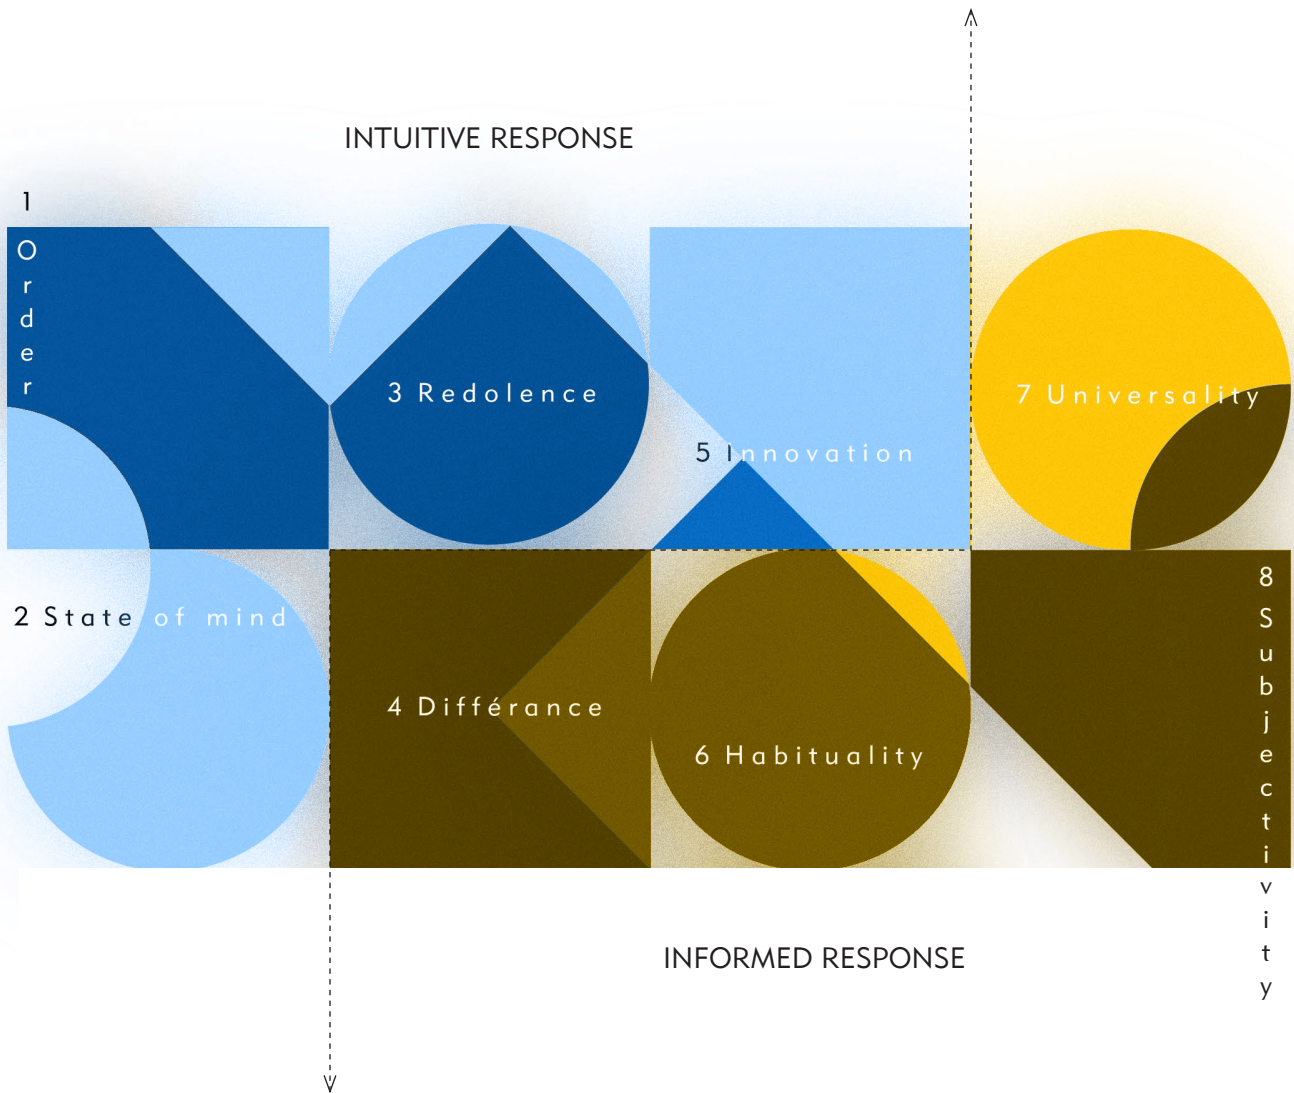 INTUITIVE RESPONSE
1 Order
3 Redolence
7 Universality
5 Innovation
2 State of mind
4 Différance
6 Habituality
8 Subjectivity
INFORMED RESPONSE